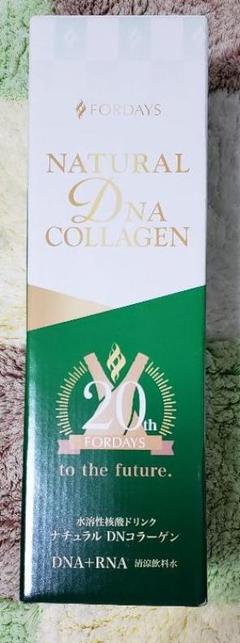 FORDAYS
NATURAL
DNA
COLLAGEN
20th
FORDAYS
to the future.
水溶性核酸ドリンク
ナチュラル DNコラーゲン
DNA+RNA 清涼飲料水